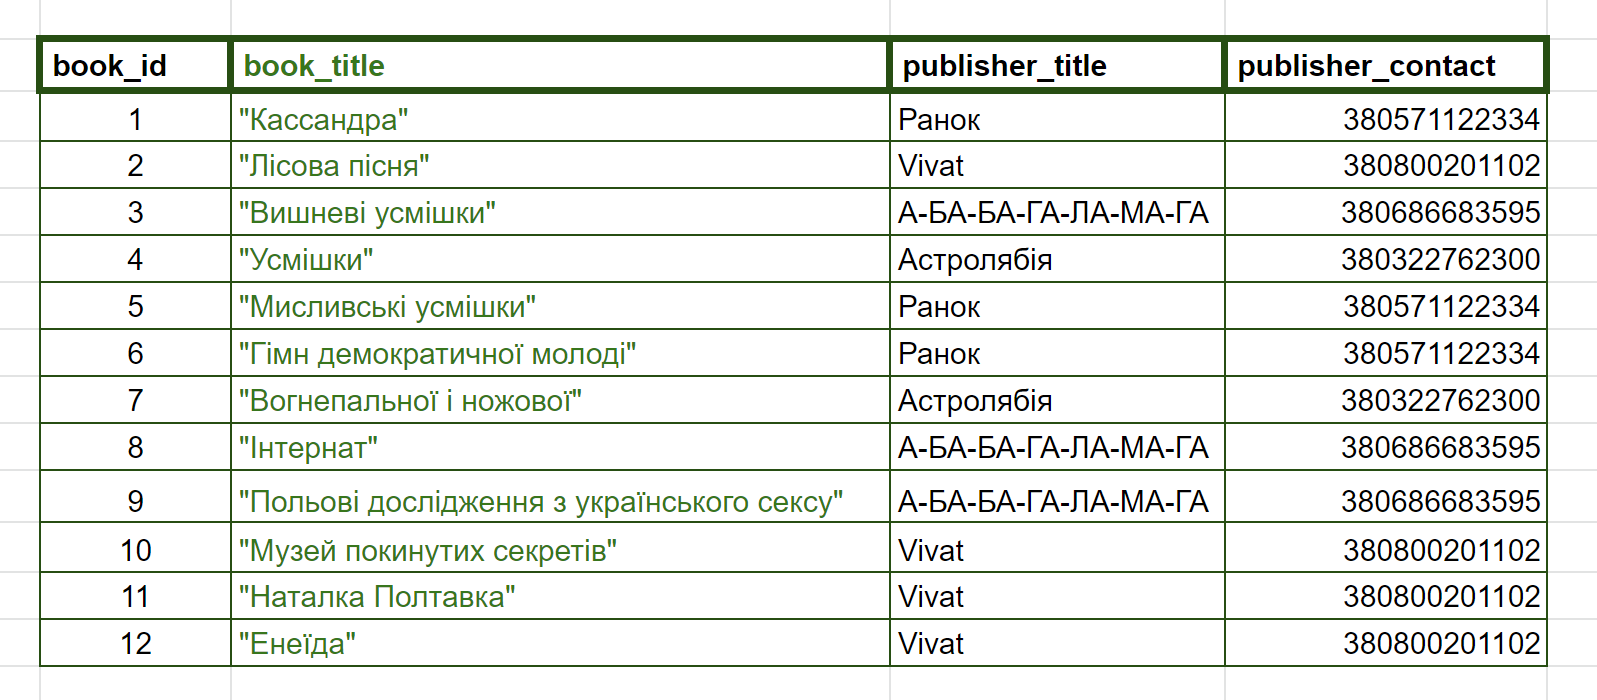 book_id book_title publisher_title publisher_contact
1 "Кассандра" Ранок 380571122334
2 "Лісова пісня" Vivat 380800201102
3 "Вишневі усмішки" А-БА-БА-ГА-ЛА-МА-ГА 380686683595
4 "Усмішки" Астролябія 380322762300
5 "Мисливські усмішки" Ранок 380571122334
6 "Гімн демократичної молоді" Ранок 380571122334
7 "Вогнепальної і ножової" Астролябія 380322762300
8 "Інтернат" А-БА-БА-ГА-ЛА-МА-ГА 380686683595
9 "Польові дослідження з українського сексу" А-БА-БА-ГА-ЛА-МА-ГА 380686683595
10 "Музей покинутих секретів" Vivat 380800201102
11 "Наталка Полтавка" Vivat 380800201102
12 "Енеїда" Vivat 380800201102